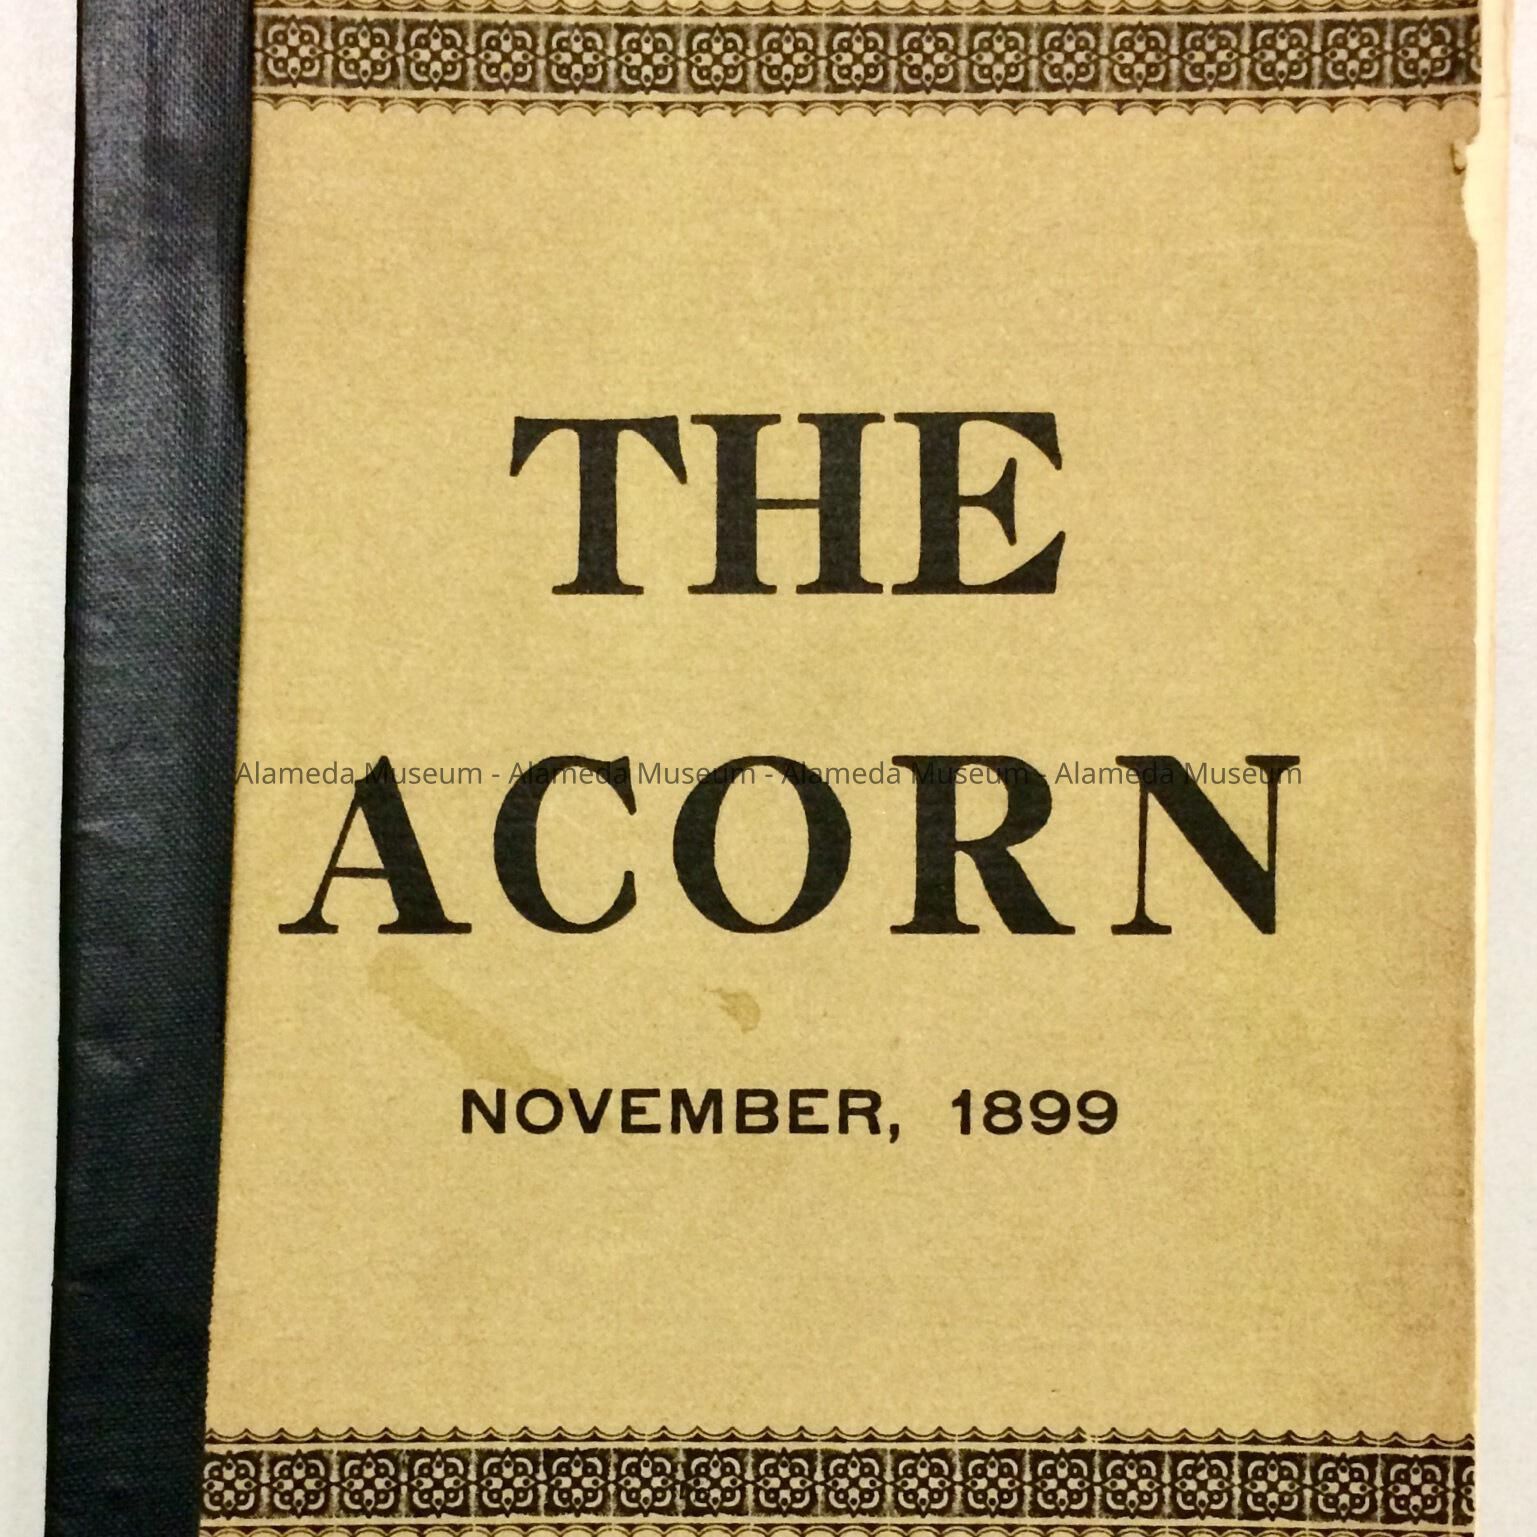 THE
Alameda Museum - Alameda Museum - Alameda Museum - Alameda Museum
ACORN
NOVEMBER, 1899